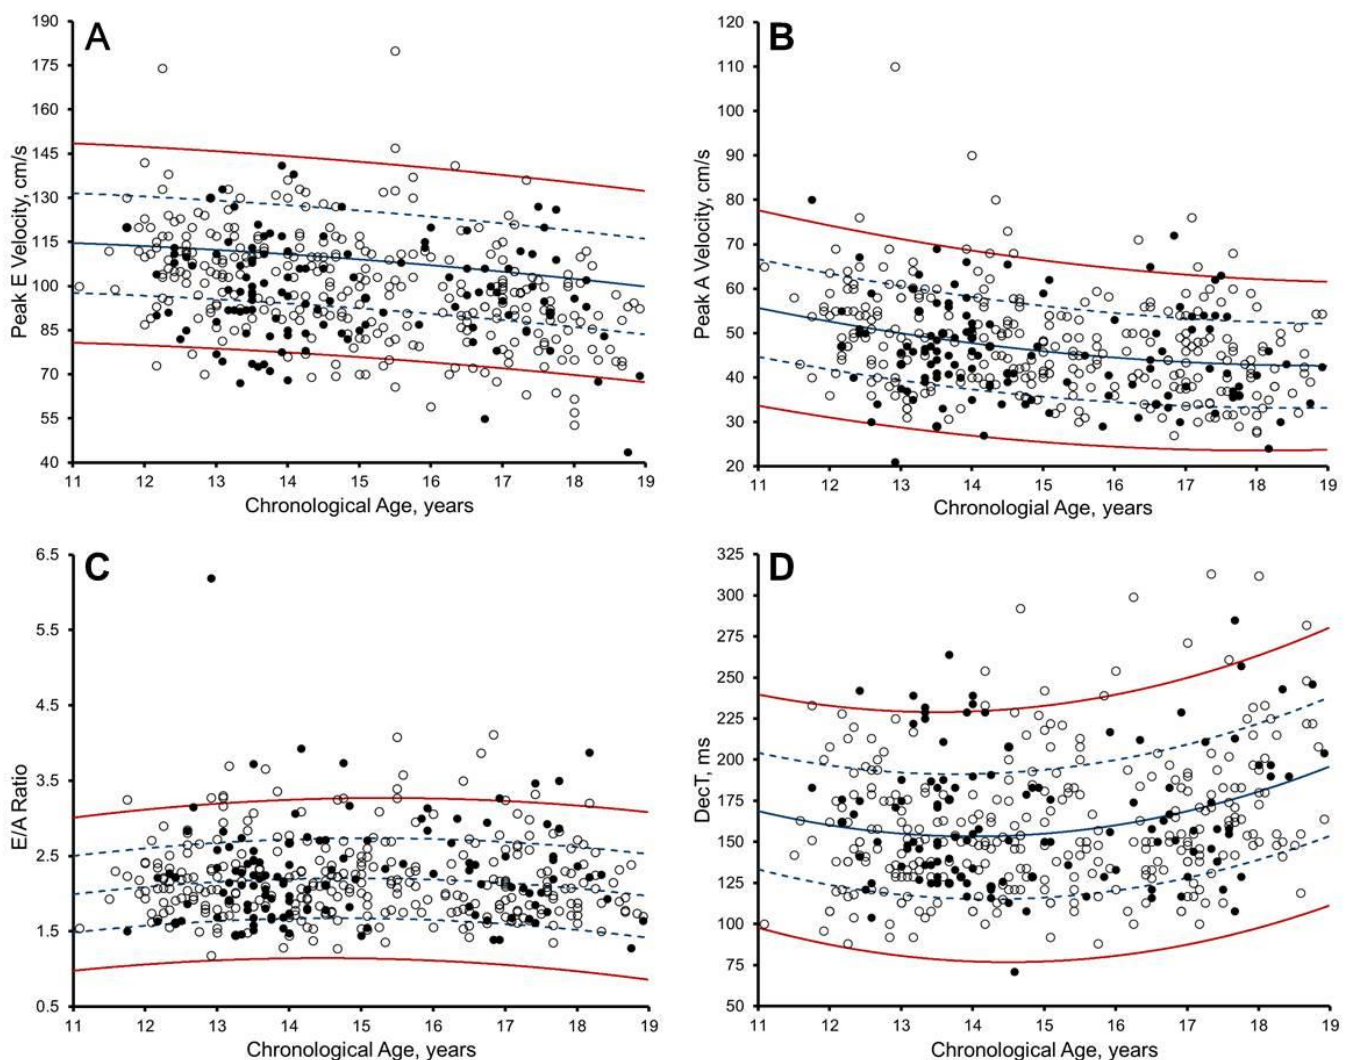 A
190
175
160
145
130
115
100
85
70
55
40
Peak E Velocity, cm/s
11 12 13 14 15 16 17 18 19
Chronological Age, years
B
120
110
100
90
80
70
60
50
40
30
20
Peak A Velocity, cm/s
11 12 13 14 15 16 17 18 19
Chronologial Age, years
C
6.5
5.5
4.5
3.5
2.5
1.5
0.5
E/A Ratio
11 12 13 14 15 16 17 18 19
Chronological Age, years
D
325
300
275
250
225
200
175
150
125
100
75
50
DecT, ms
11 12 13 14 15 16 17 18 19
Chronological Age, years